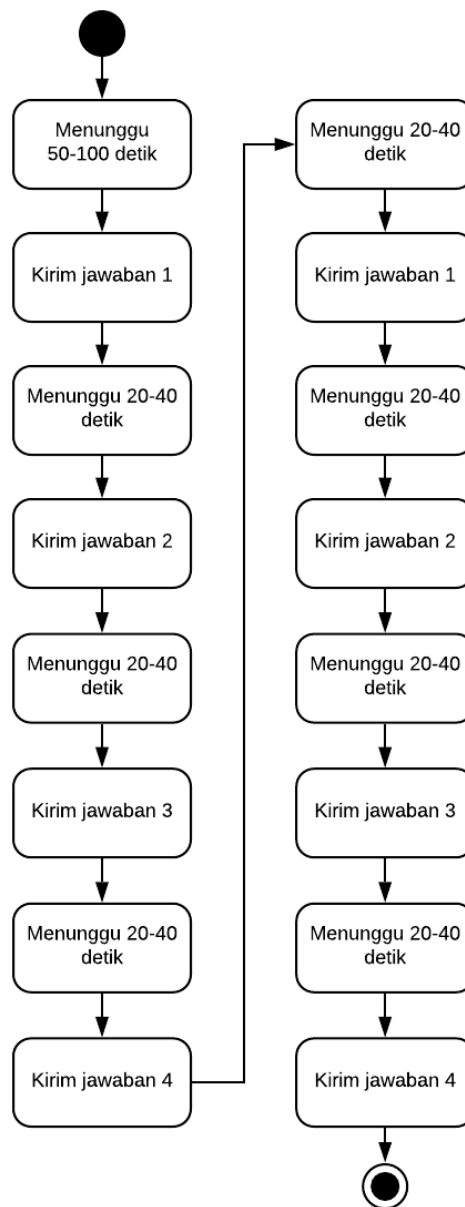 Menunggu
50-100 detik
Kirim jawaban 1
Menunggu 20-40
detik
Kirim jawaban 2
Menunggu 20-40
detik
Kirim jawaban 3
Menunggu 20-40
detik
Kirim jawaban 4
Menunggu 20-40
detik
Kirim jawaban 1
Menunggu 20-40
detik
Kirim jawaban 2
Menunggu 20-40
detik
Kirim jawaban 3
Menunggu 20-40
detik
Kirim jawaban 4